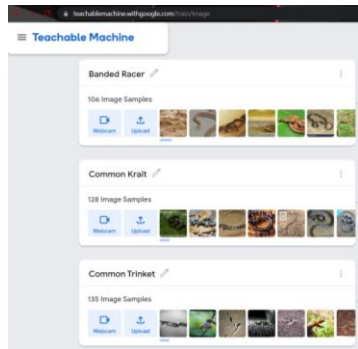 teachablemachine.withgoogle.com/train/image
Teachable Machine
Banded Racer
106 Image Samples
Webcam
Upload
Common Krait
128 Image Samples
Webcam
Upload
Common Trinket
135 Image Samples
Webcam
Upload